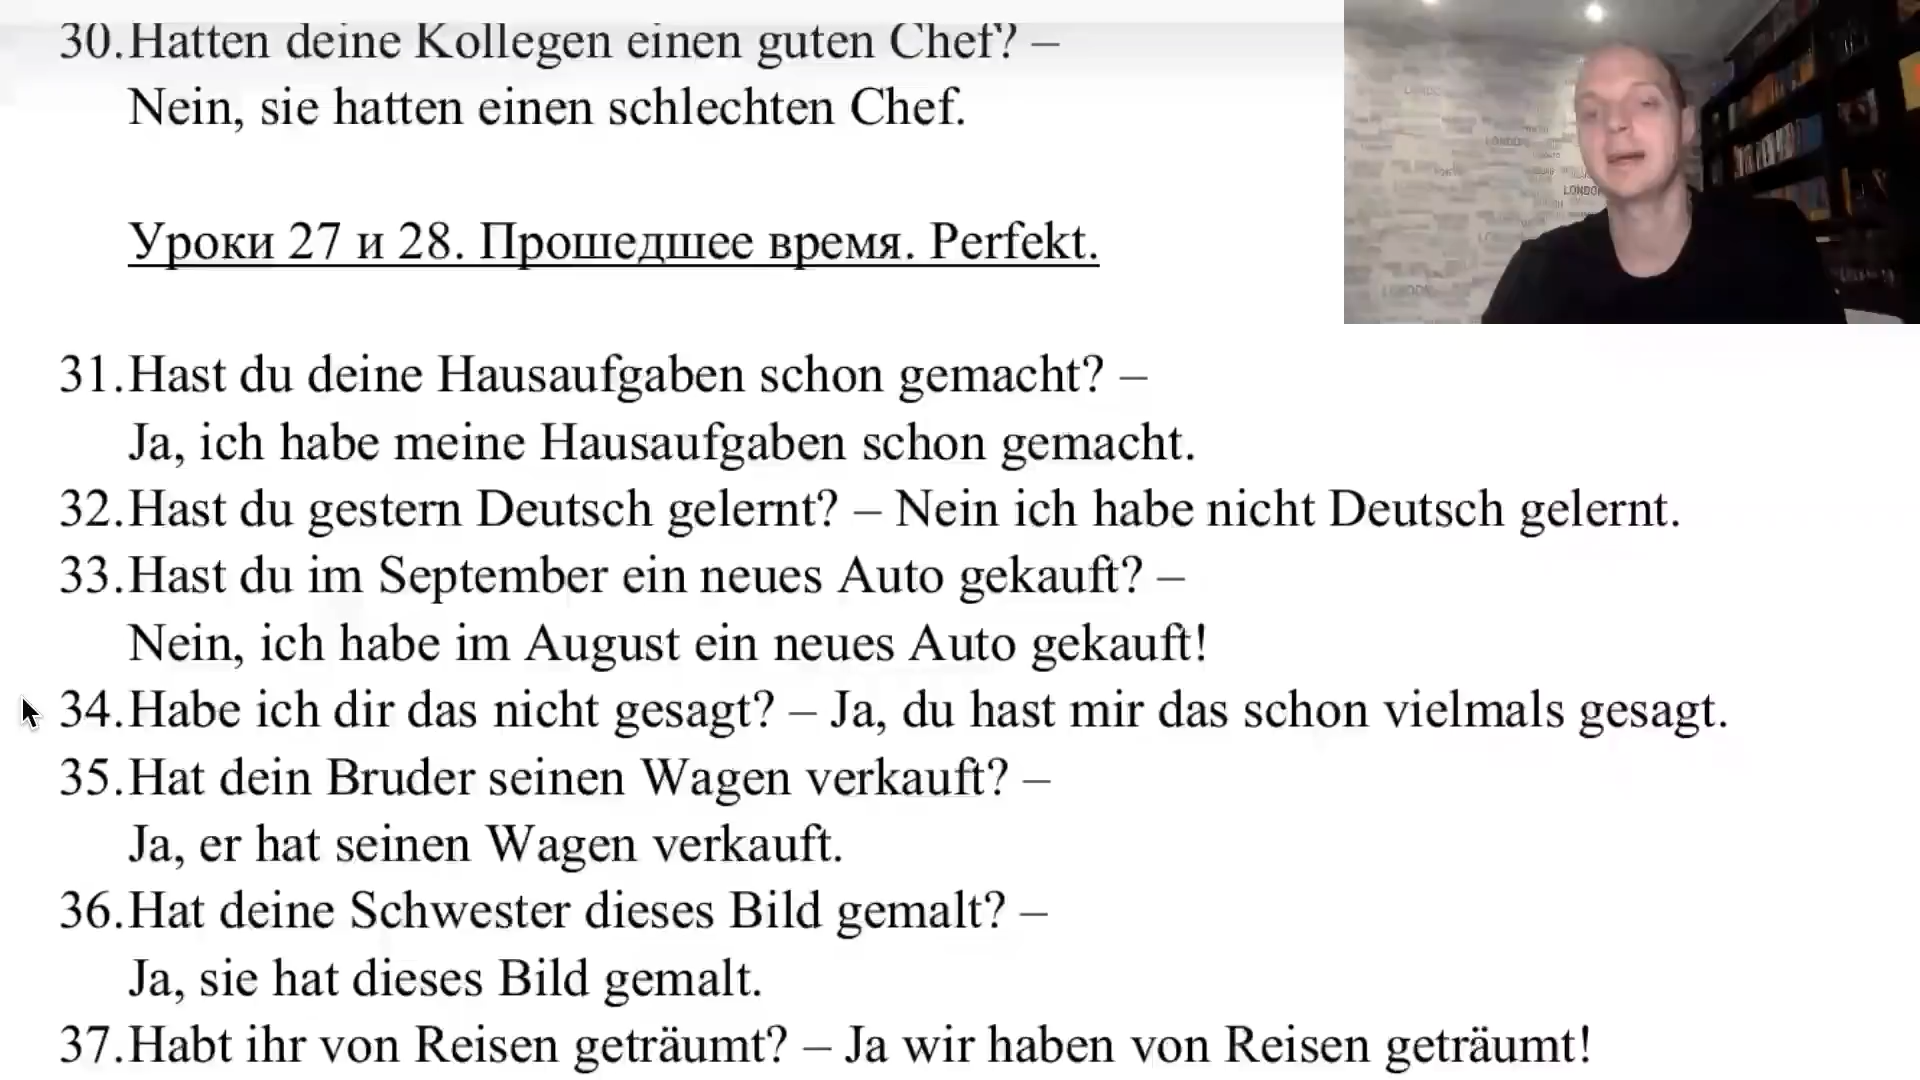 30.Hatten deine Kollegen einen guten Chef? –
Nein, sie hatten einen schlechten Chef.
Уроки 27 и 28. Прошедшее время. Perfekt.
31.Hast du deine Hausaufgaben schon gemacht? –
Ja, ich habe meine Hausaufgaben schon gemacht.
32.Hast du gestern Deutsch gelernt? – Nein ich habe nicht Deutsch gelernt.
33.Hast du im September ein neues Auto gekauft? –
Nein, ich habe im August ein neues Auto gekauft!
34.Habe ich dir das nicht gesagt? – Ja, du hast mir das schon vielmals gesagt.
35.Hat dein Bruder seinen Wagen verkauft? –
Ja, er hat seinen Wagen verkauft.
36.Hat deine Schwester dieses Bild gemalt? –
Ja, sie hat dieses Bild gemalt.
37.Habt ihr von Reisen geträumt? – Ja wir haben von Reisen geträumt!
LONDON
LONDON